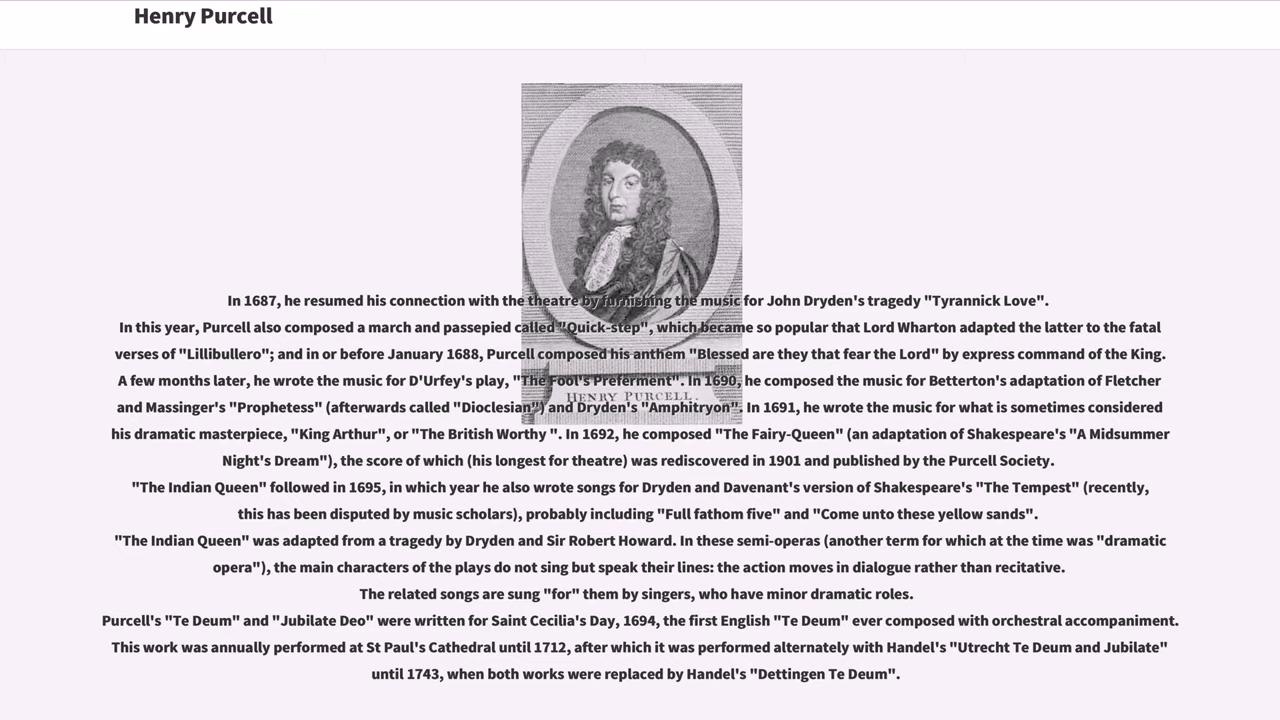 Henry Purcell
In 1687, he resumed his connection with the theatre by furnishing the music for John Dryden's tragedy "Tyrannick Love".
In this year, Purcell also composed a march and passepied called "Quick-step", which became so popular that Lord Wharton adapted the latter to the fatal
verses of "Lillibullero"; and in or before January 1688, Purcell composed his anthem "Blessed are they that fear the Lord" by express command of the King.
A few months later, he wrote the music for D'Urfey's play, "The Fool's Preferment". In 1690, he composed the music for Betterton's adaptation of Fletcher
HENRY PURCELL.
and Massinger's "Prophetess" (afterwards called "Dioclesian") and Dryden's "Amphitryon". In 1691, he wrote the music for what is sometimes considered
his dramatic masterpiece, "King Arthur", or "The British Worthy ". In 1692, he composed "The Fairy-Queen" (an adaptation of Shakespeare's "A Midsummer
Night's Dream"), the score of which (his longest for theatre) was rediscovered in 1901 and published by the Purcell Society.
"The Indian Queen" followed in 1695, in which year he also wrote songs for Dryden and Davenant's version of Shakespeare's "The Tempest" (recently,
this has been disputed by music scholars), probably including "Full fathom five" and "Come unto these yellow sands".
"The Indian Queen" was adapted from a tragedy by Dryden and Sir Robert Howard. In these semi-operas (another term for which at the time was "dramatic
opera"), the main characters of the plays do not sing but speak their lines: the action moves in dialogue rather than recitative.
The related songs are sung "for" them by singers, who have minor dramatic roles.
Purcell's "Te Deum" and "Jubilate Deo" were written for Saint Cecilia's Day, 1694, the first English "Te Deum" ever composed with orchestral accompaniment.
This work was annually performed at St Paul's Cathedral until 1712, after which it was performed alternately with Handel's "Utrecht Te Deum and Jubilate"
until 1743, when both works were replaced by Handel's "Dettingen Te Deum".